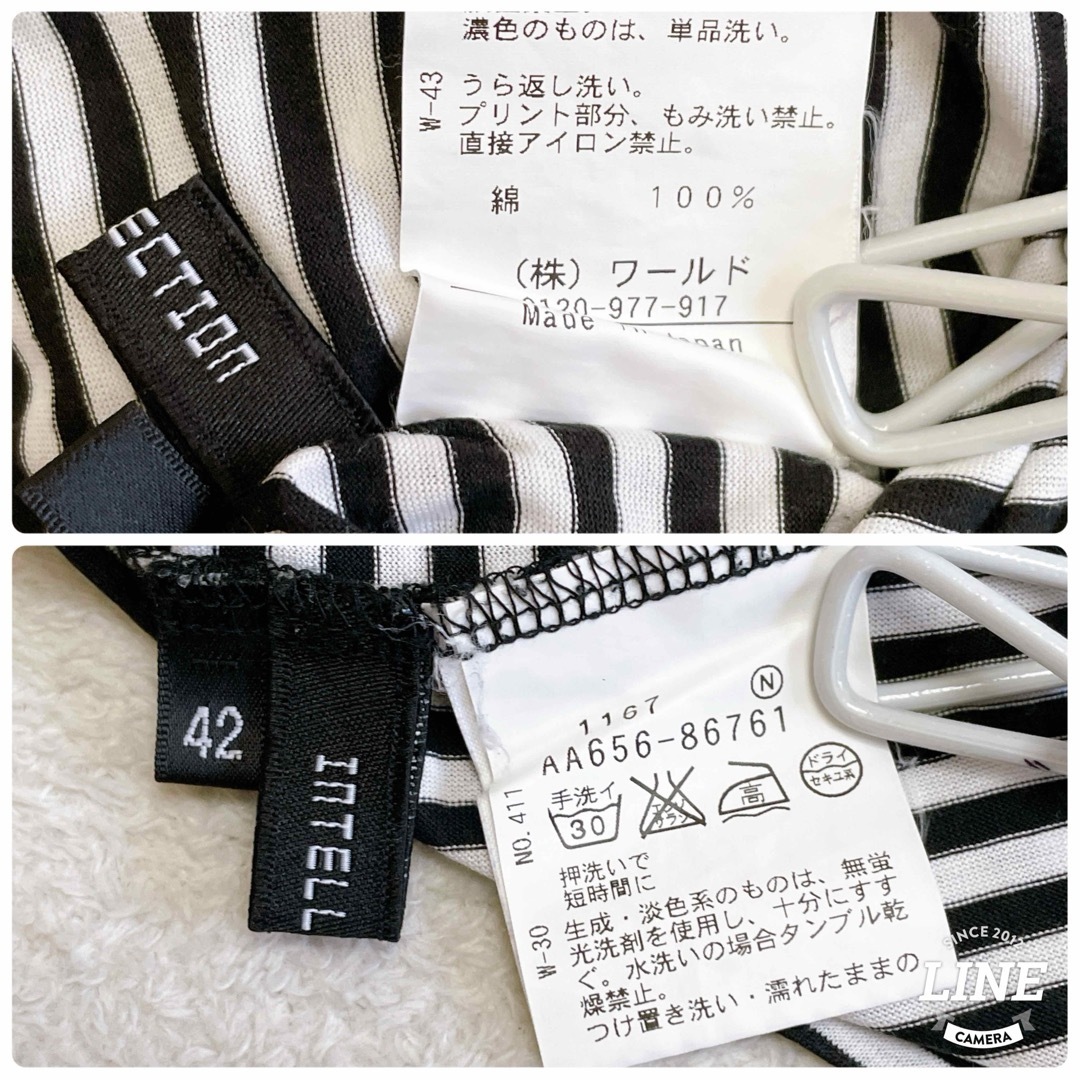 濃色のものは、単品洗い。
W-43
うら返し洗い。
プリント部分、もみ洗い禁止。
直接アイロン禁止。
綿 100%
(株) ワールド
0120-977-917
Made in Japan
ECTION
42
INTELL
N
1167
AA656-86761
NO.411
手洗イ
30
高
ドライ
セキユ系
押洗いで
短時間に
W-30
生成・淡色系のものは、無蛍
光洗剤を使用し、十分にすす
ぐ。水洗いの場合タンブル乾
燥禁止。
つけ置き洗い・濡れたままの
SINCE 2011
LINE
CAMERA